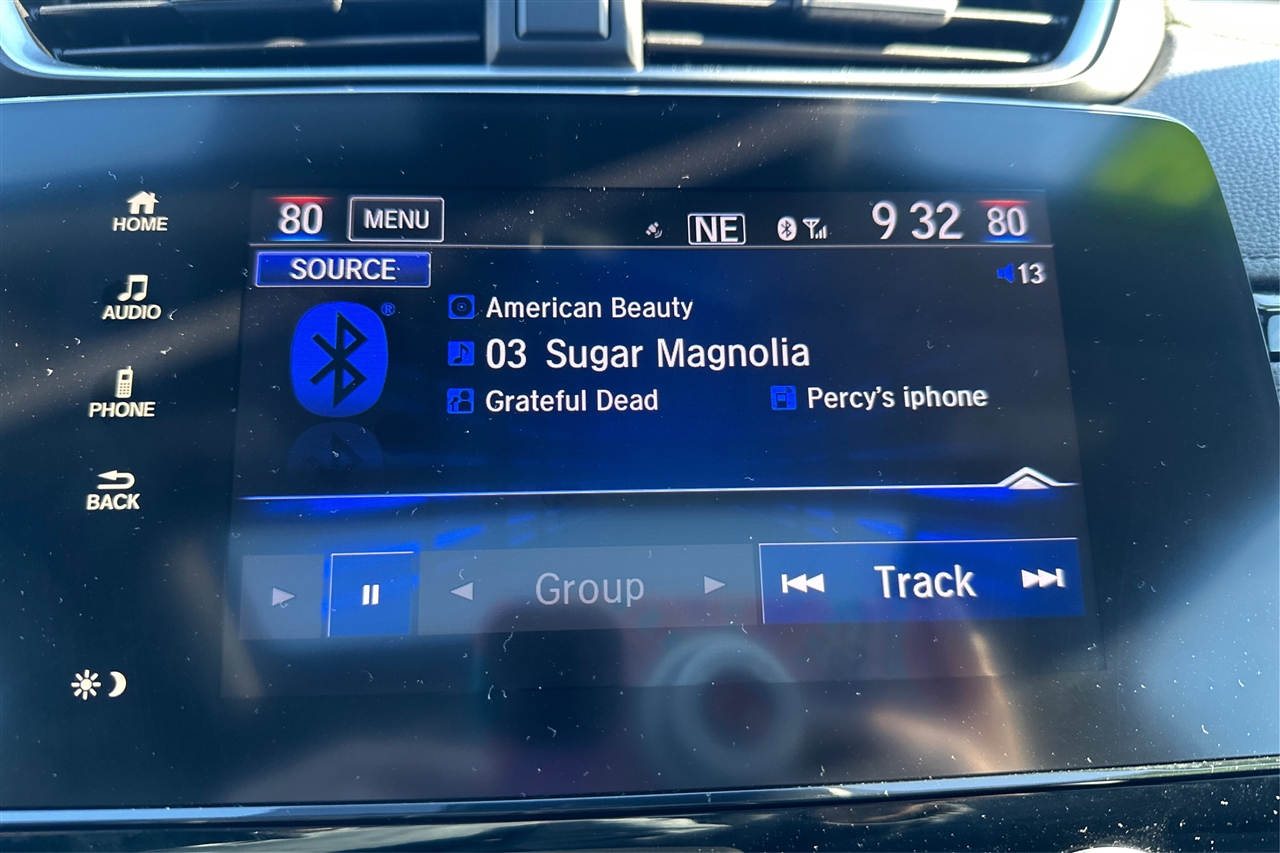 HOME
AUDIO
PHONE
BACK
80 MENU NE 9 32 80
SOURCE 13
®
American Beauty
03 Sugar Magnolia
Grateful Dead Percy's iphone
Group Track